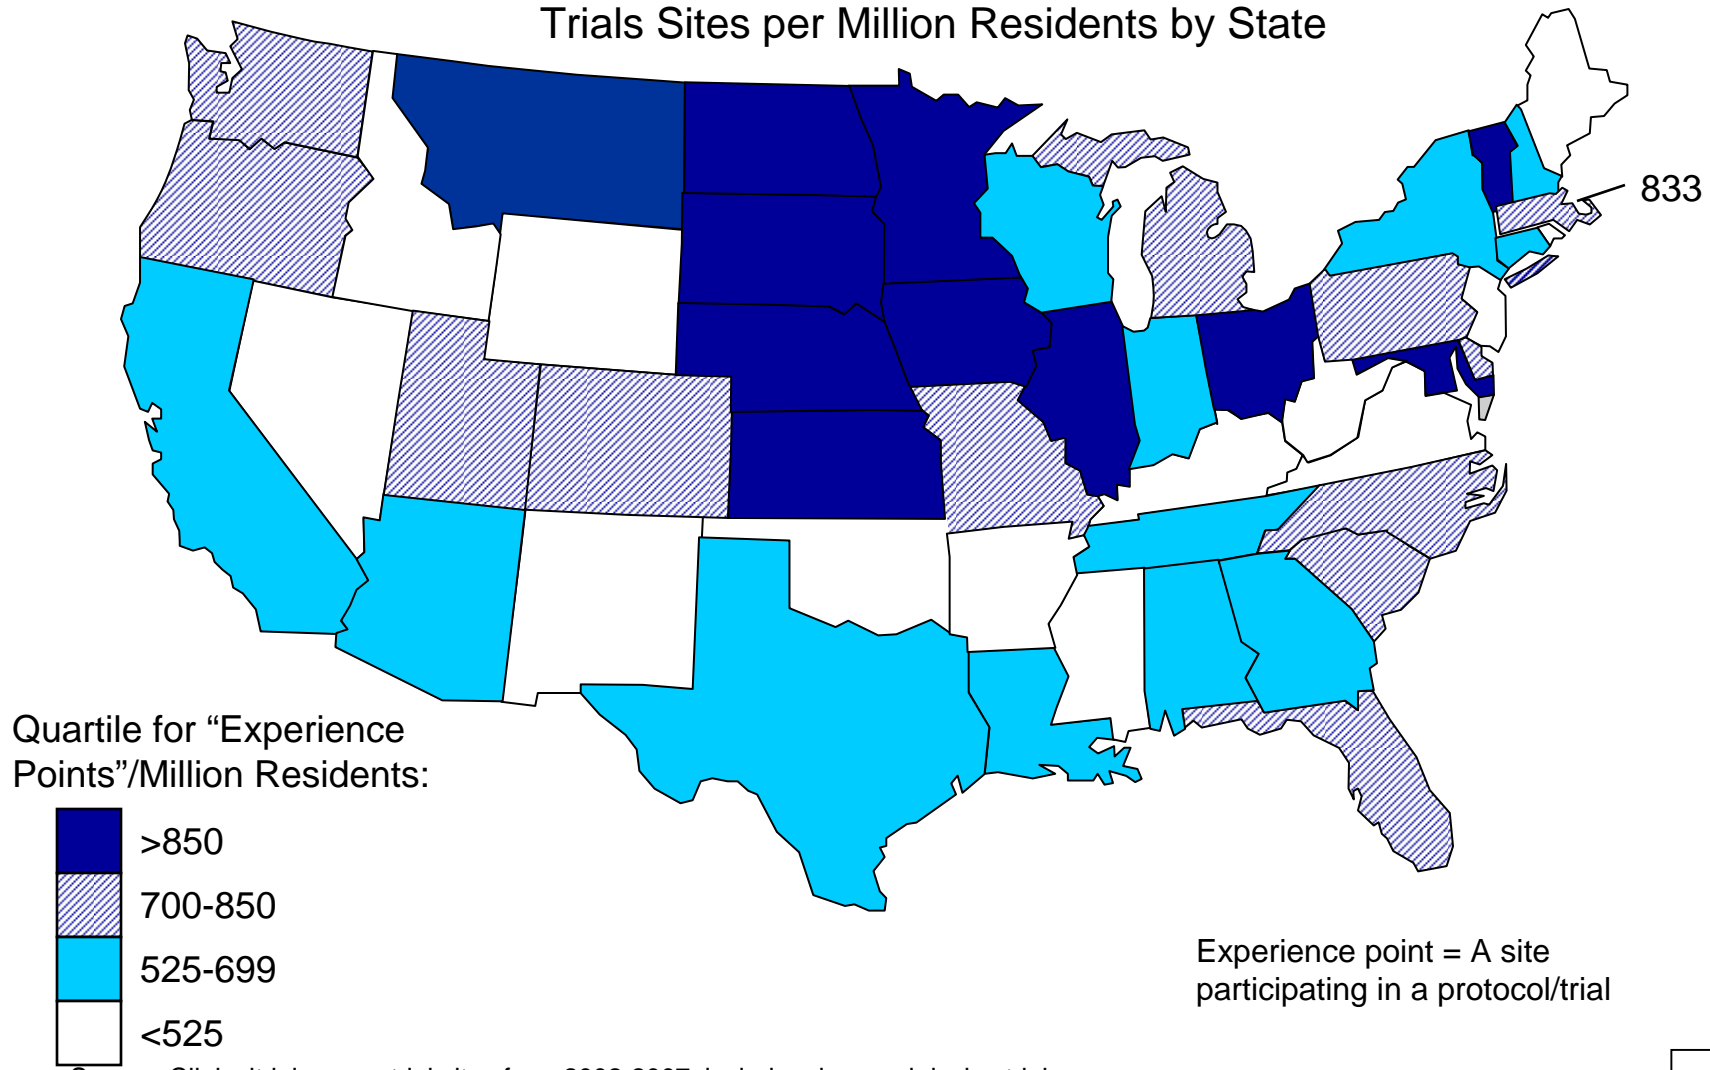 Trials Sites per Million Residents by State
833
Quartile for “Experience
Points”/Million Residents:
>850
700-850
525-699
<525
Experience point = A site
participating in a protocol/trial